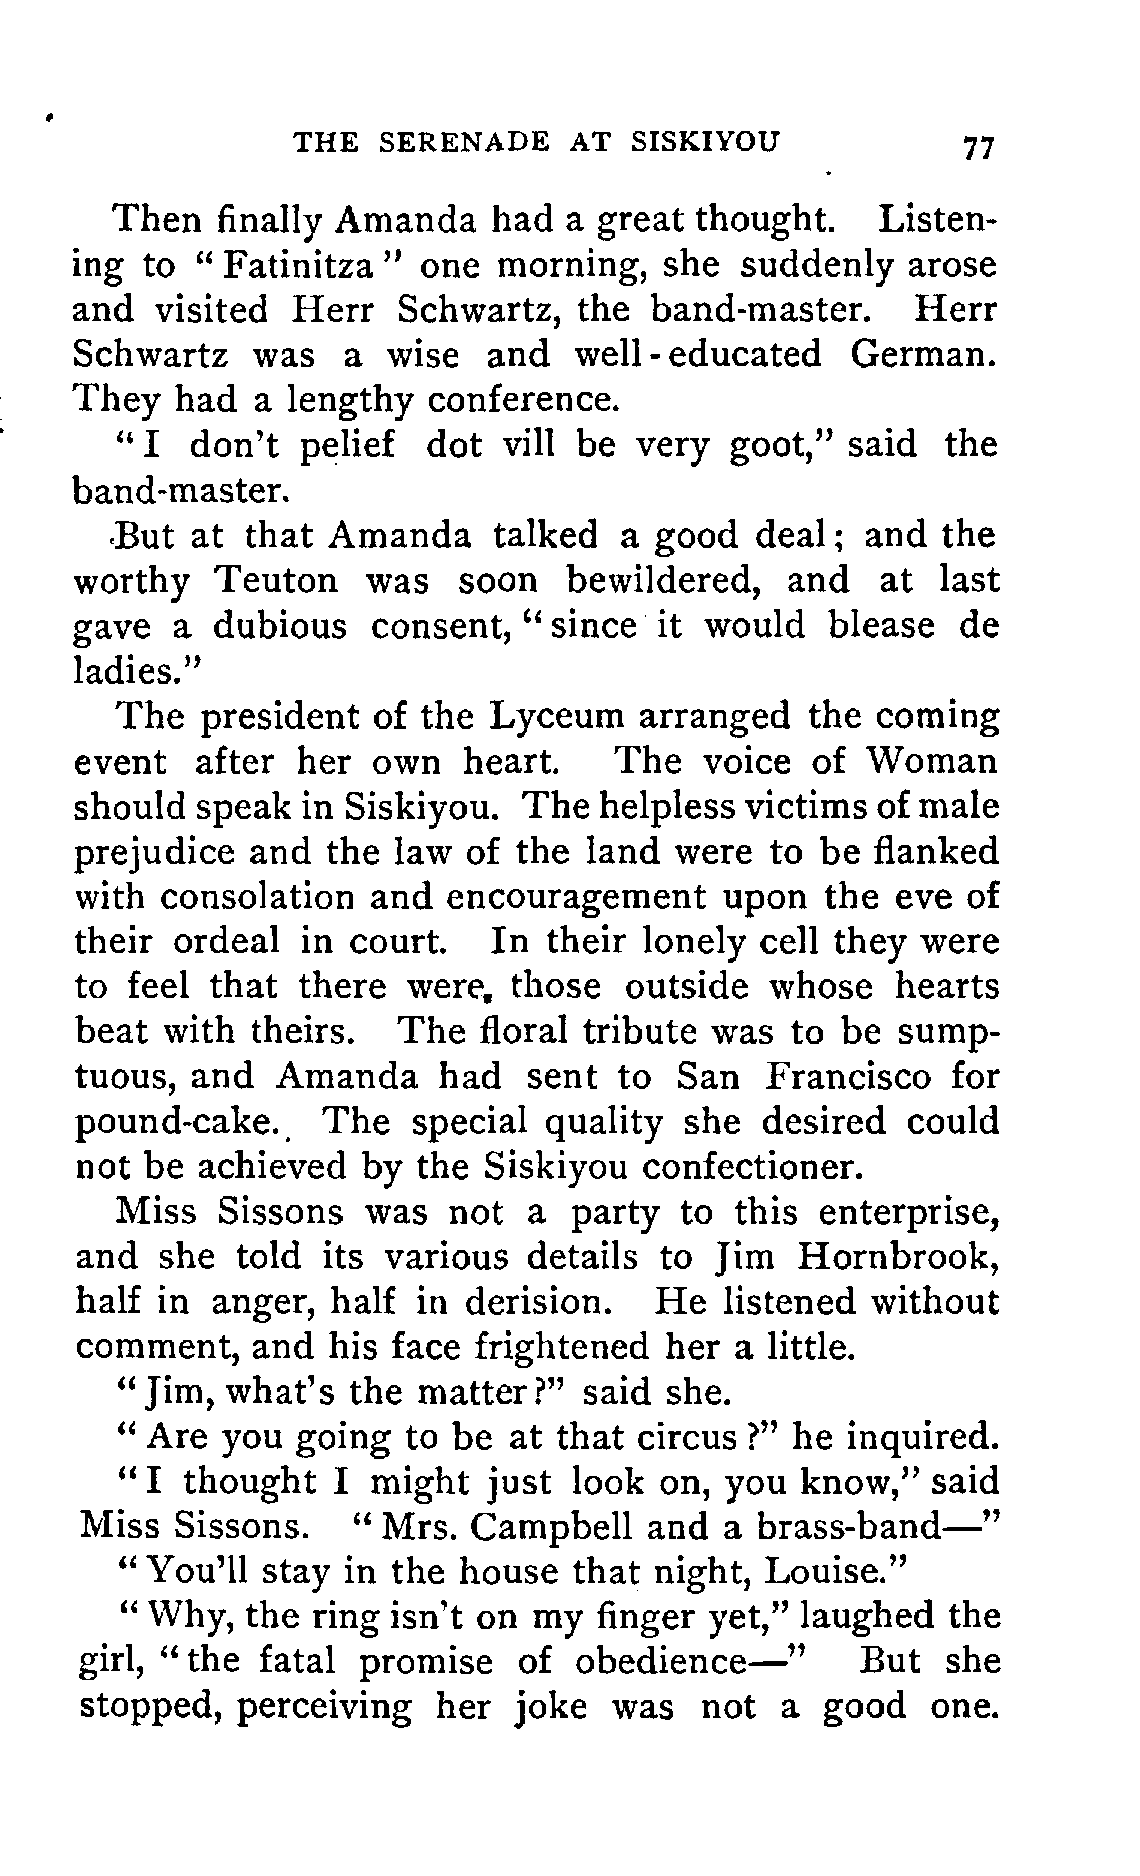 THE SERENADE AT SISKIYOU 77
Then finally Amanda had a great thought. Listen-
ing to "Fatinitza" one morning, she suddenly arose
and visited Herr Schwartz, the band-master. Herr
Schwartz was a wise and well-educated German.
They had a lengthy conference.
"I don't pelief dot vill be very goot," said the
band-master.
But at that Amanda talked a good deal; and the
worthy Teuton was soon bewildered, and at last
gave a dubious consent, "since it would blease de
ladies."
The president of the Lyceum arranged the coming
event after her own heart. The voice of Woman
should speak in Siskiyou. The helpless victims of male
prejudice and the law of the land were to be flanked
with consolation and encouragement upon the eve of
their ordeal in court. In their lonely cell they were
to feel that there were, those outside whose hearts
beat with theirs. The floral tribute was to be sump-
tuous, and Amanda had sent to San Francisco for
pound-cake. The special quality she desired could
not be achieved by the Siskiyou confectioner.
Miss Sissons was not a party to this enterprise,
and she told its various details to Jim Hornbrook,
half in anger, half in derision. He listened without
comment, and his face frightened her a little.
"Jim, what's the matter?" said she.
"Are you going to be at that circus?" he inquired.
"I thought I might just look on, you know," said
Miss Sissons. "Mrs. Campbell and a brass-band—"
"You'll stay in the house that night, Louise."
"Why, the ring isn't on my finger yet," laughed the
girl, "the fatal promise of obedience—" But she
stopped, perceiving her joke was not a good one.